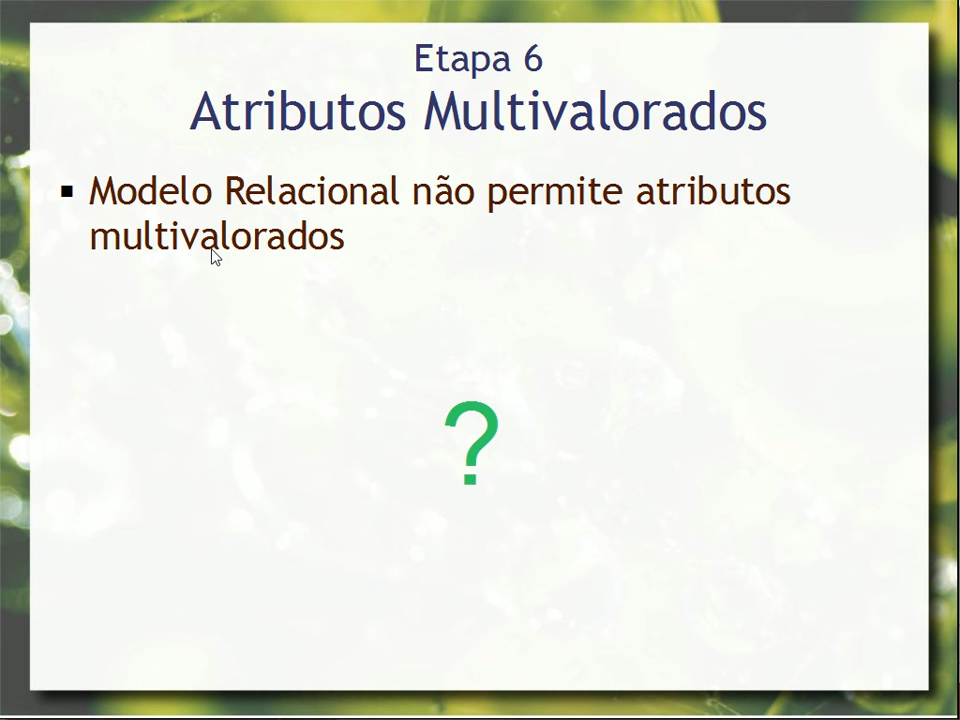 Etapa 6
Atributos Multivalorados
▪ Modelo Relacional não permite atributos
multivalorados
?